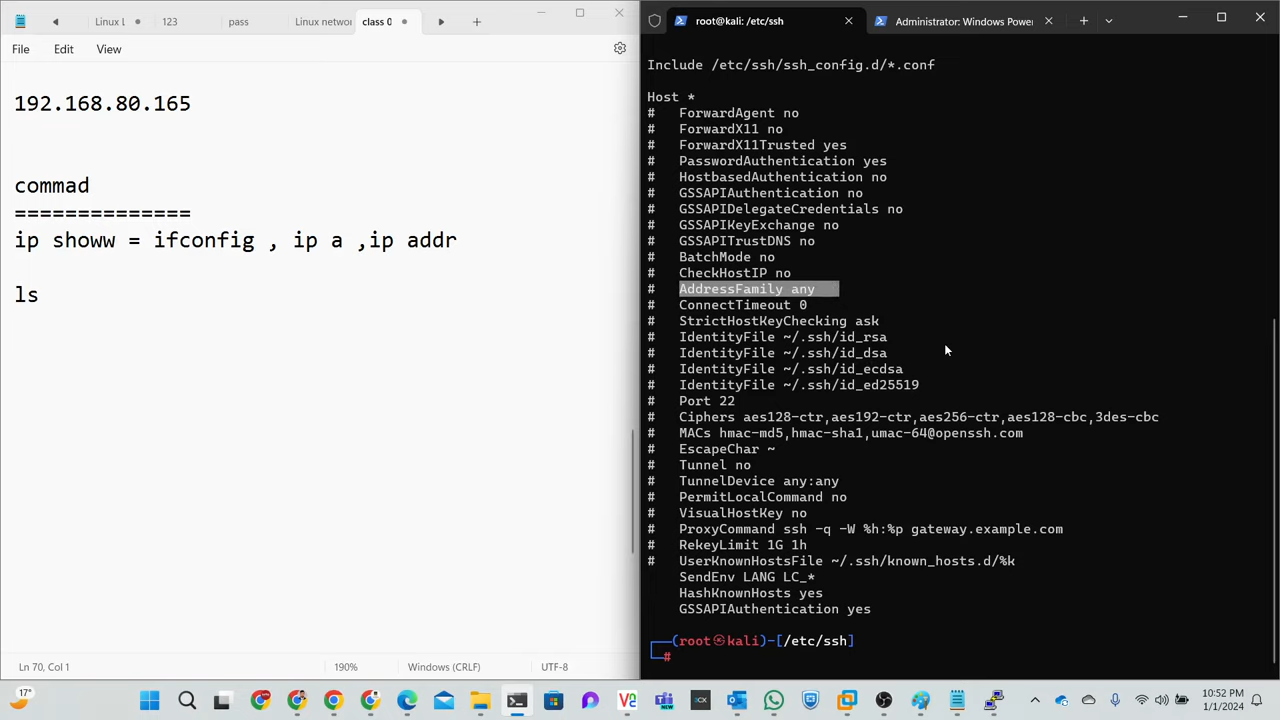 Linux L
123
pass
Linux networ
class 0
File
Edit
View
192.168.80.165
commad
==============
ip showw = ifconfig , ip a ,ip addr
ls
Ln 70, Col 1
190%
Windows (CRLF)
UTF-8
root@kali: /etc/ssh
Administrator: Windows Power
Include /etc/ssh/ssh_config.d/*.conf
Host *
#   ForwardAgent no
#   ForwardX11 no
#   ForwardX11Trusted yes
#   PasswordAuthentication yes
#   HostbasedAuthentication no
#   GSSAPIAuthentication no
#   GSSAPIDelegateCredentials no
#   GSSAPIKeyExchange no
#   GSSAPITrustDNS no
#   BatchMode no
#   CheckHostIP no
#   AddressFamily any
#   ConnectTimeout 0
#   StrictHostKeyChecking ask
#   IdentityFile ~/.ssh/id_rsa
#   IdentityFile ~/.ssh/id_dsa
#   IdentityFile ~/.ssh/id_ecdsa
#   IdentityFile ~/.ssh/id_ed25519
#   Port 22
#   Ciphers aes128-ctr,aes192-ctr,aes256-ctr,aes128-cbc,3des-cbc
#   MACs hmac-md5,hmac-sha1,umac-64@openssh.com
#   EscapeChar ~
#   Tunnel no
#   TunnelDevice any:any
#   PermitLocalCommand no
#   VisualHostKey no
#   ProxyCommand ssh -q -W %h:%p gateway.example.com
#   RekeyLimit 1G 1h
#   UserKnownHostsFile ~/.ssh/known_hosts.d/%k
SendEnv LANG LC_*
HashKnownHosts yes
GSSAPIAuthentication yes
(root㉿kali)-[/etc/ssh]
#
17°
NEW
CX
10:52 PM
1/1/2024